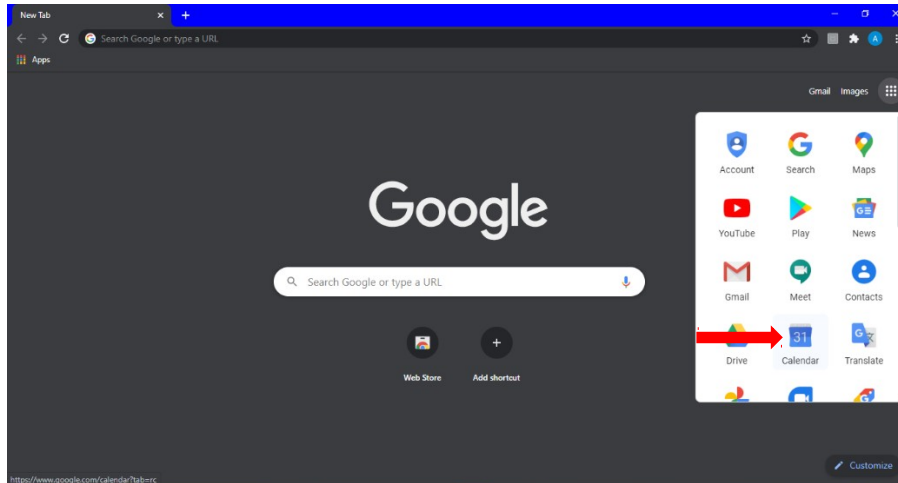 New Tab
Search Google or type a URL
Apps
Gmail Images
Account Search Maps
Google
YouTube Play News
G
Search Google or type a URL
Gmail Meet Contacts
31
G
Drive Calendar Translate
Web Store Add shortcut
Customize
https://www.google.com/calendar?tab=rc